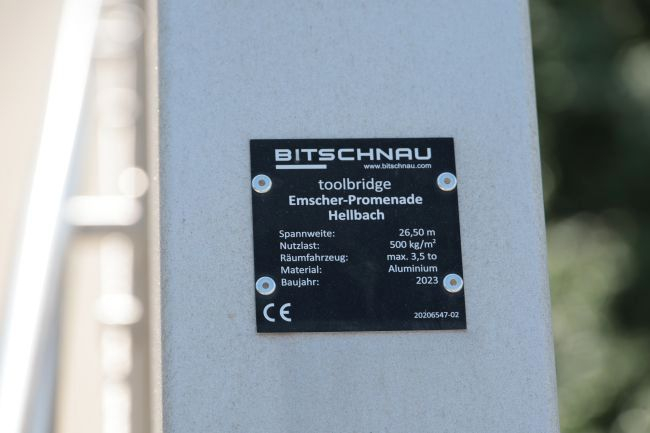 BITSCHNAU
www.bitschnau.com
toolbridge
Emscher-Promenade
Hellbach
Spannweite: 26,50 m
Nutzlast: 500 kg/m²
Räumfahrzeug: max. 3,5 to
Material: Aluminium
Baujahr: 2023
CE 20206547-02